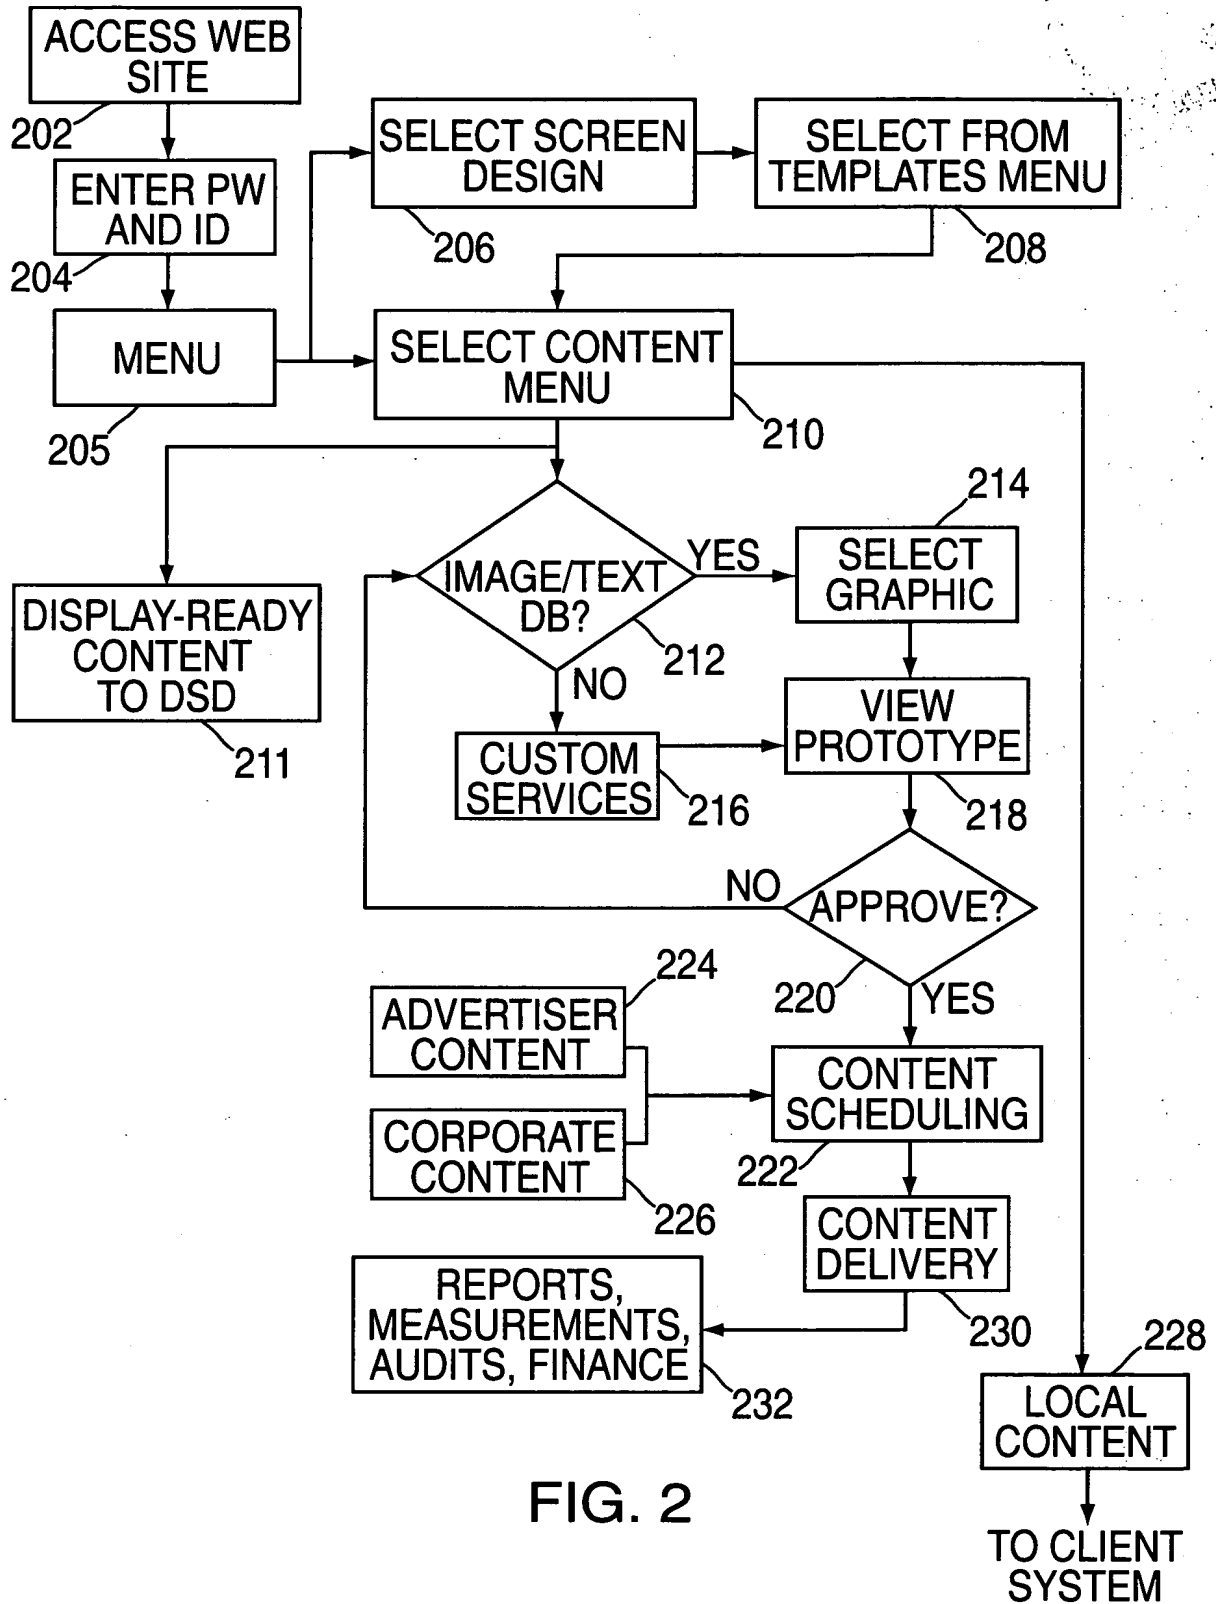 ACCESS WEB
SITE
202
ENTER PW
AND ID
204
MENU
205
SELECT SCREEN
DESIGN
206
SELECT FROM
TEMPLATES MENU
208
SELECT CONTENT
MENU
210
DISPLAY-READY
CONTENT
TO DSD
211
IMAGE/TEXT
DB?
212
YES
NO
214
SELECT
GRAPHIC
CUSTOM
SERVICES
216
VIEW
PROTOTYPE
218
APPROVE?
NO
220
YES
224
ADVERTISER
CONTENT
CORPORATE
CONTENT
226
CONTENT
SCHEDULING
222
CONTENT
DELIVERY
230
REPORTS,
MEASUREMENTS,
AUDITS, FINANCE
232
228
LOCAL
CONTENT
TO CLIENT
SYSTEM
FIG. 2